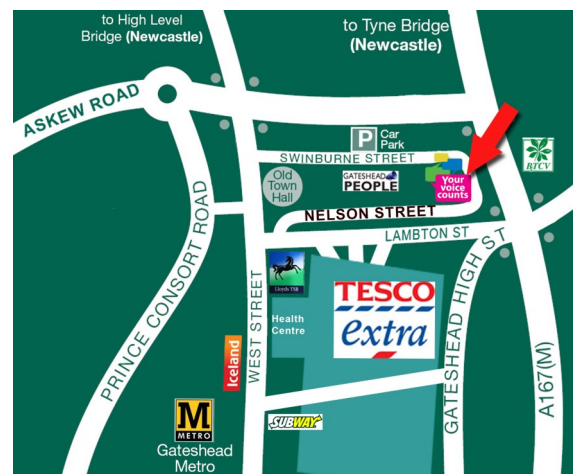 to High Level
Bridge (Newcastle)
to Tyne Bridge
(Newcastle)
ASKEW ROAD
P
Car
Park
SWINBURNE STREET
BTCV
Old
Town
Hall
GATESHEAD
PEOPLE
Your
voice
counts
NELSON STREET
LAMBTON ST
PRINCE CONSORT ROAD
Lloyds TSB
TESCO
extra
Health
Centre
WEST STREET
GATESHEAD HIGH ST
A167(M)
Iceland
M
METRO
SUBWAY
Gateshead
Metro